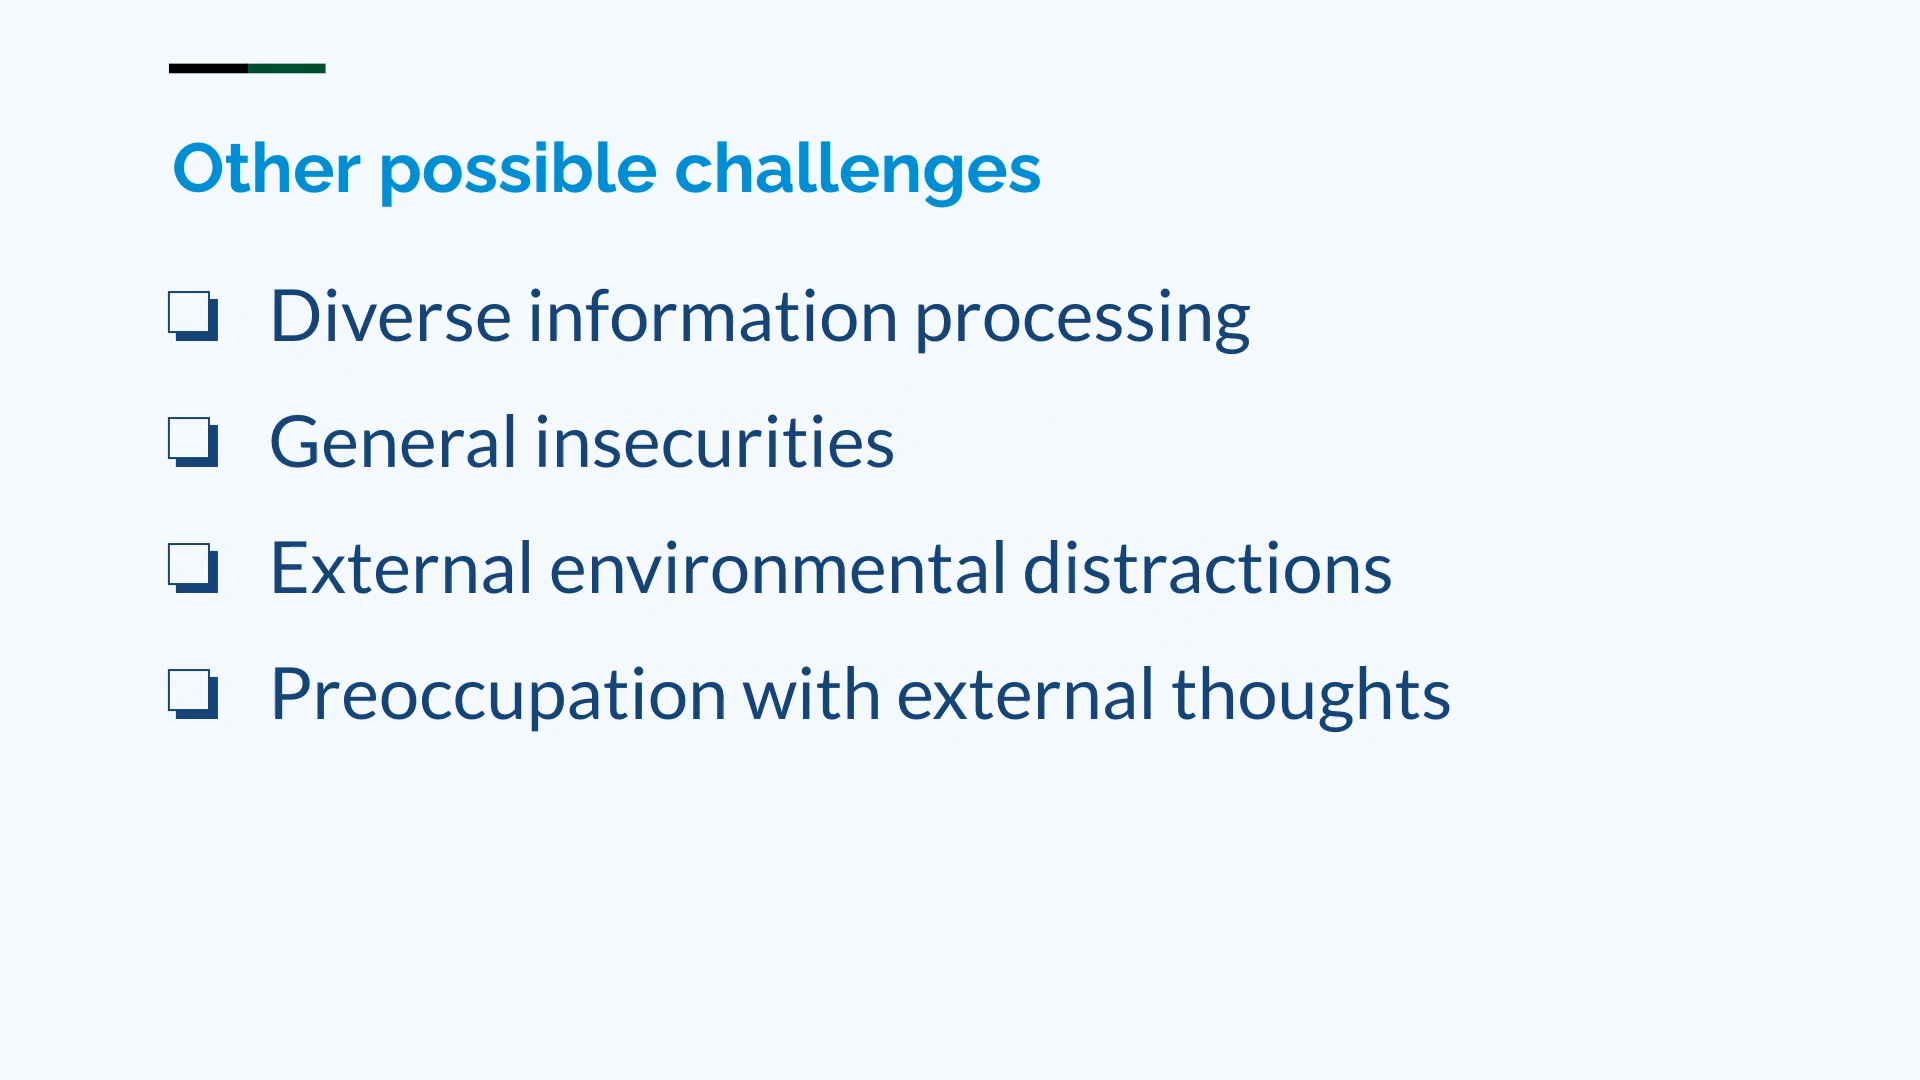 Other possible challenges
❏ Diverse information processing
❏ General insecurities
❏ External environmental distractions
❏ Preoccupation with external thoughts